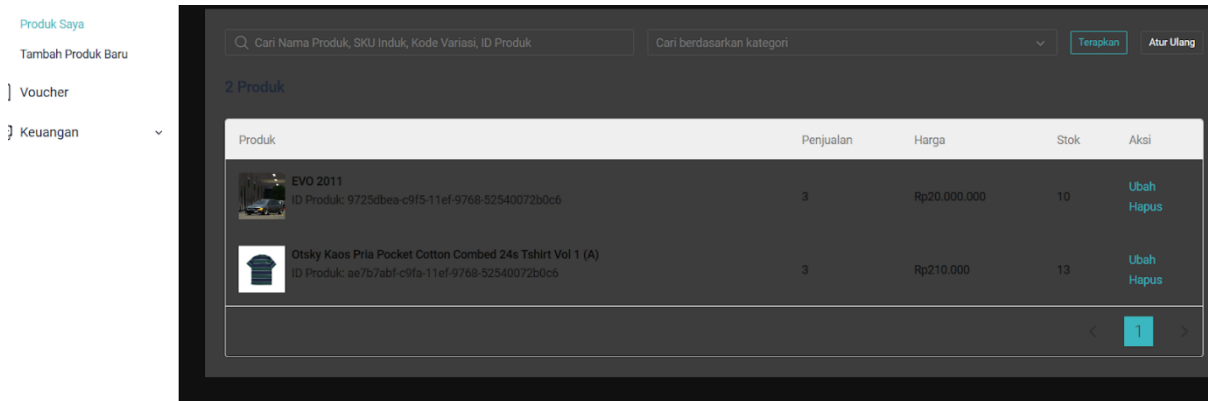 Produk Saya
Tambah Produk Baru
Voucher
Keuangan
Cari Nama Produk, SKU Induk, Kode Variasi, ID Produk
Cari berdasarkan kategori
Terapkan
Atur Ulang
2 Produk
Produk Penjualan Harga Stok Aksi
EVO 2011
ID Produk: 9725dbea-c9f5-11ef-9768-52540072b0c6
3 Rp20.000.000 10
Ubah
Hapus
Otsky Kaos Pria Pocket Cotton Combed 24s Tshirt Vol 1 (A)
ID Produk: ae7b7abf-c9fa-11ef-9768-52540072b0c6
3 Rp210.000 13
Ubah
Hapus
1